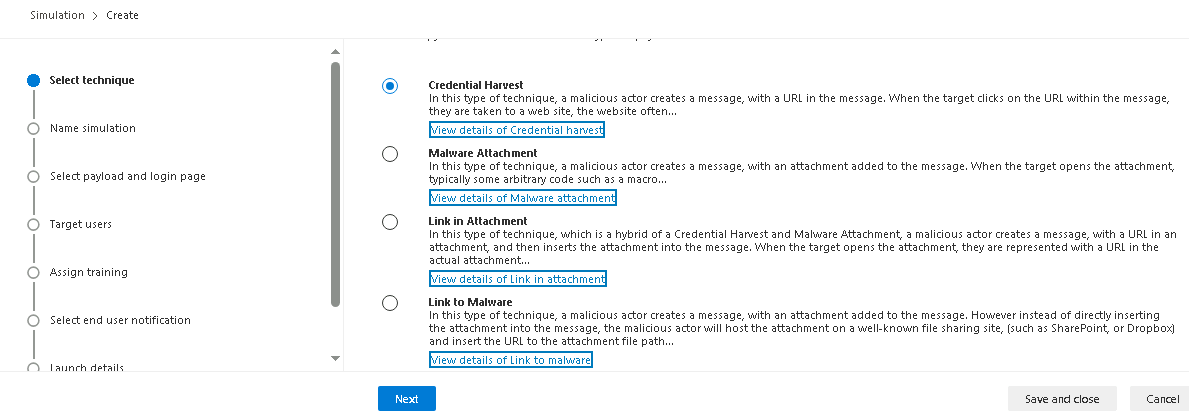 Simulation > Create
Select technique
Name simulation
Select payload and login page
Target users
Assign training
Select end user notification
Launch details
Credential Harvest
In this type of technique, a malicious actor creates a message, with a URL in the message. When the target clicks on the URL within the message,
they are taken to a web site, the website often...
View details of Credential harvest
Malware Attachment
In this type of technique, a malicious actor creates a message, with an attachment added to the message. When the target opens the attachment,
typically some arbitrary code such as a macro...
View details of Malware attachment
Link in Attachment
In this type of technique, which is a hybrid of a Credential Harvest and Malware Attachment, a malicious actor creates a message, with a URL in an
attachment, and then inserts the attachment into the message. When the target opens the attachment, they are represented with a URL in the
actual attachment...
View details of Link in attachment
Link to Malware
In this type of technique, a malicious actor creates a message, with an attachment added to the message. However instead of directly inserting
the attachment into the message, the malicious actor will host the attachment on a well-known file sharing site, (such as SharePoint, or Dropbox)
and insert the URL to the attachment file path...
View details of Link to malware
Next
Save and close
Cancel